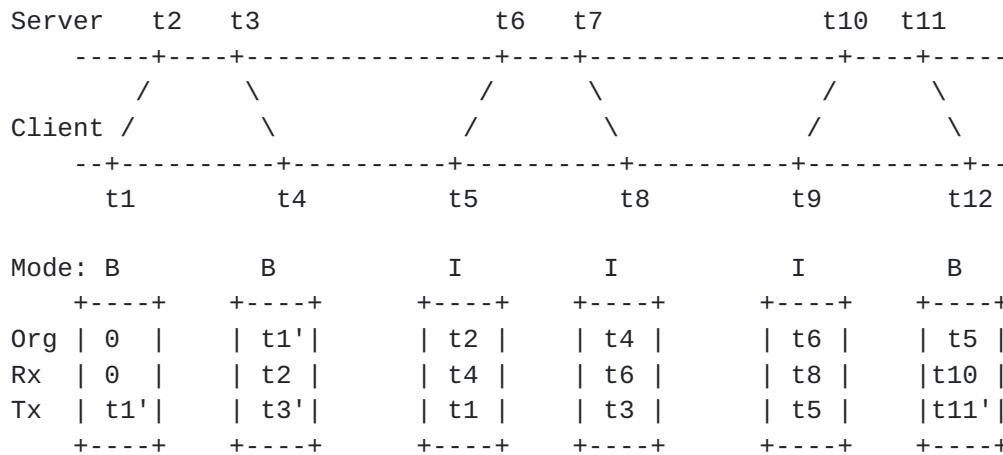 Server   t2   t3                t6   t7               t10  t11
    -----+----+----------------+----+----------------+----+-----
        /      \              /      \              /      \
Client /        \            /        \            /        \
    --+----------+----------+----------+----------+----------+--
      t1         t4         t5         t8         t9        t12
Mode: B         B           I         I           I         B
    +----+    +----+      +----+    +----+      +----+    +----+
Org | 0  |    | t1'|      | t2 |    | t4 |      | t6 |    | t5 |
Rx  | 0  |    | t2 |      | t4 |    | t6 |      | t8 |    |t10 |
Tx  | t1'|    | t3'|      | t1 |    | t3 |      | t5 |    |t11'|
    +----+    +----+      +----+    +----+      +----+    +----+